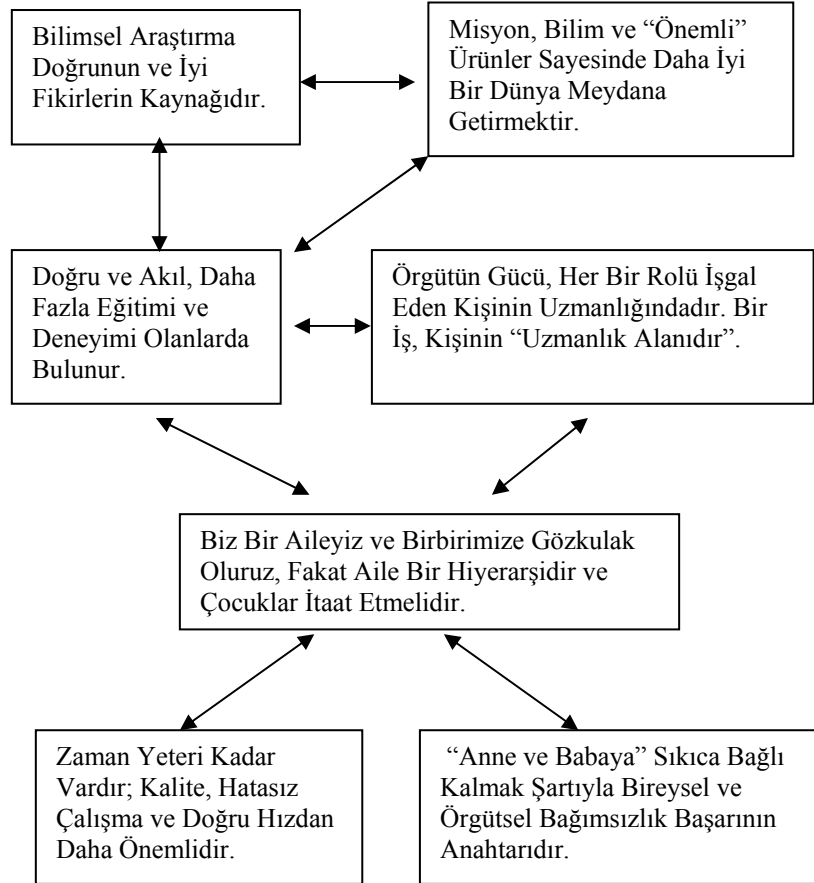 Bilimsel Araştırma
Doğrunun ve İyi
Fikirlerin Kaynağıdır.
Misyon, Bilim ve “Önemli”
Ürünler Sayesinde Daha İyi
Bir Dünya Meydana
Getirmektir.
Doğru ve Akıl, Daha
Fazla Eğitimi ve
Deneyimi Olanlarda
Bulunur.
Örgütün Gücü, Her Bir Rolü İşgal
Eden Kişinin Uzmanlığındadır. Bir
İş, Kişinin “Uzmanlık Alanıdır”.
Biz Bir Aileyiz ve Birbirimize Gözkulak
Oluruz, Fakat Aile Bir Hiyerarşidir ve
Çocuklar İtaat Etmelidir.
Zaman Yeteri Kadar
Vardır; Kalite, Hatasız
Çalışma ve Doğru Hızdan
Daha Önemlidir.
“Anne ve Babaya” Sıkıca Bağlı
Kalmak Şartıyla Bireysel ve
Örgütsel Bağımsızlık Başarının
Anahtarıdır.